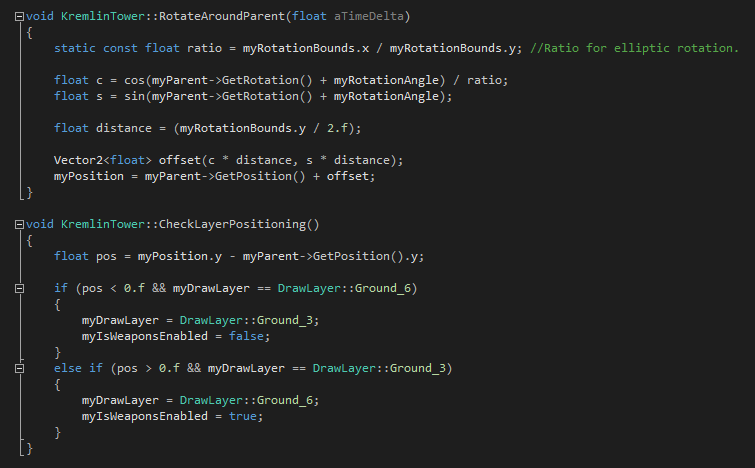 void KremlinTower::RotateAroundParent(float aTimeDelta)
{
    static const float ratio = myRotationBounds.x / myRotationBounds.y; //Ratio for elliptic rotation.

    float c = cos(myParent->GetRotation() + myRotationAngle) / ratio;
    float s = sin(myParent->GetRotation() + myRotationAngle);

    float distance = (myRotationBounds.y / 2.f);

    Vector2<float> offset(c * distance, s * distance);
    myPosition = myParent->GetPosition() + offset;
}

void KremlinTower::CheckLayerPositioning()
{
    float pos = myPosition.y - myParent->GetPosition().y;

    if (pos < 0.f && myDrawLayer == DrawLayer::Ground_6)
    {
        myDrawLayer = DrawLayer::Ground_3;
        myIsWeaponsEnabled = false;
    }
    else if (pos > 0.f && myDrawLayer == DrawLayer::Ground_3)
    {
        myDrawLayer = DrawLayer::Ground_6;
        myIsWeaponsEnabled = true;
    }
}